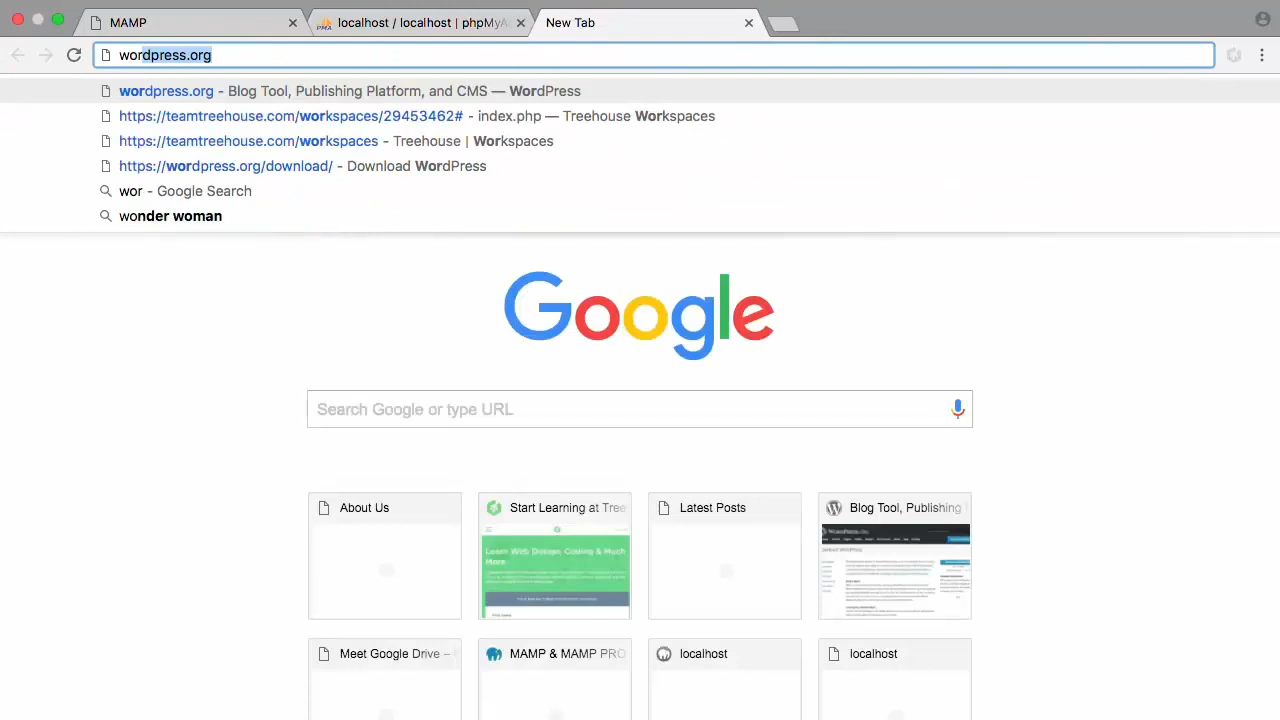 MAMP
localhost / localhost | phpMyA
New Tab
wordpress.org
wordpress.org - Blog Tool, Publishing Platform, and CMS — WordPress
https://teamtreehouse.com/workspaces/29453462# - index.php — Treehouse Workspaces
https://teamtreehouse.com/workspaces - Treehouse | Workspaces
https://wordpress.org/download/ - Download WordPress
wor - Google Search
wonder woman
Google
Search Google or type URL
About Us
Start Learning at Tree
Latest Posts
Blog Tool, Publishing
Learn Web Design, Coding & Much
More
Meet Google Drive –
MAMP & MAMP PRO
localhost
localhost